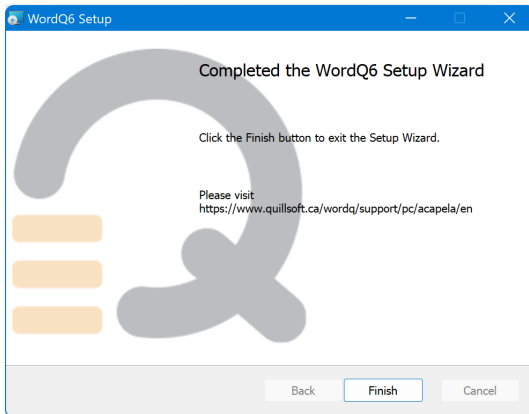 WordQ6 Setup
Completed the WordQ6 Setup Wizard
Click the Finish button to exit the Setup Wizard.
Please visit
https://www.quillsoft.ca/wordq/support/pc/acapela/en
Back
Finish
Cancel